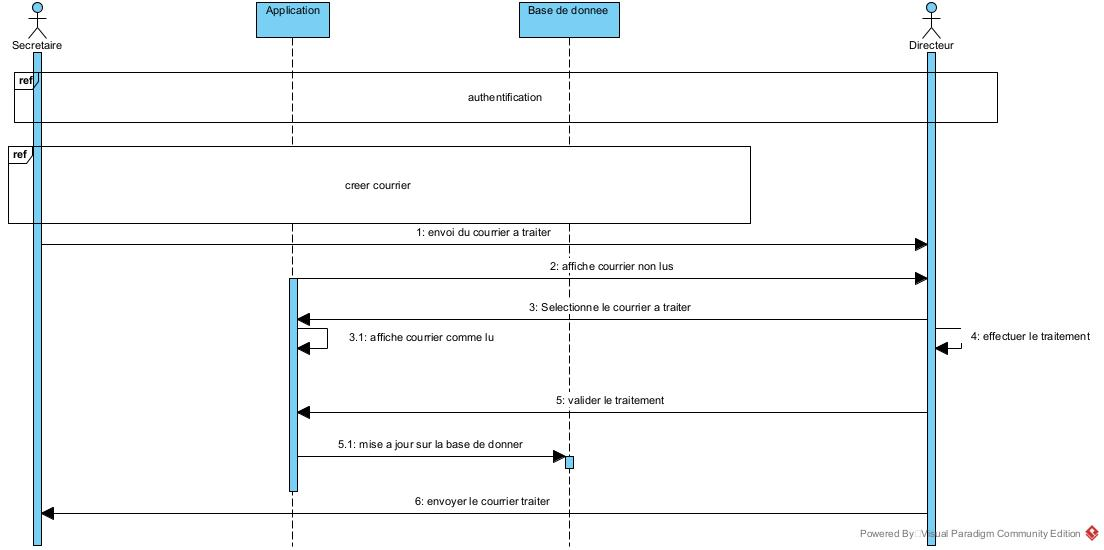 Application
Base de donnee
Secretaire
Directeur
ref
authentification
ref
creer courrier
1: envoi du courrier a traiter
2: affiche courrier non lus
3: Selectionne le courrier a traiter
3.1: affiche courrier comme lu
4: effectuer le traitement
5: valider le traitement
5.1: mise a jour sur la base de donner
6: envoyer le courrier traiter
Powered By Visual Paradigm Community Edition